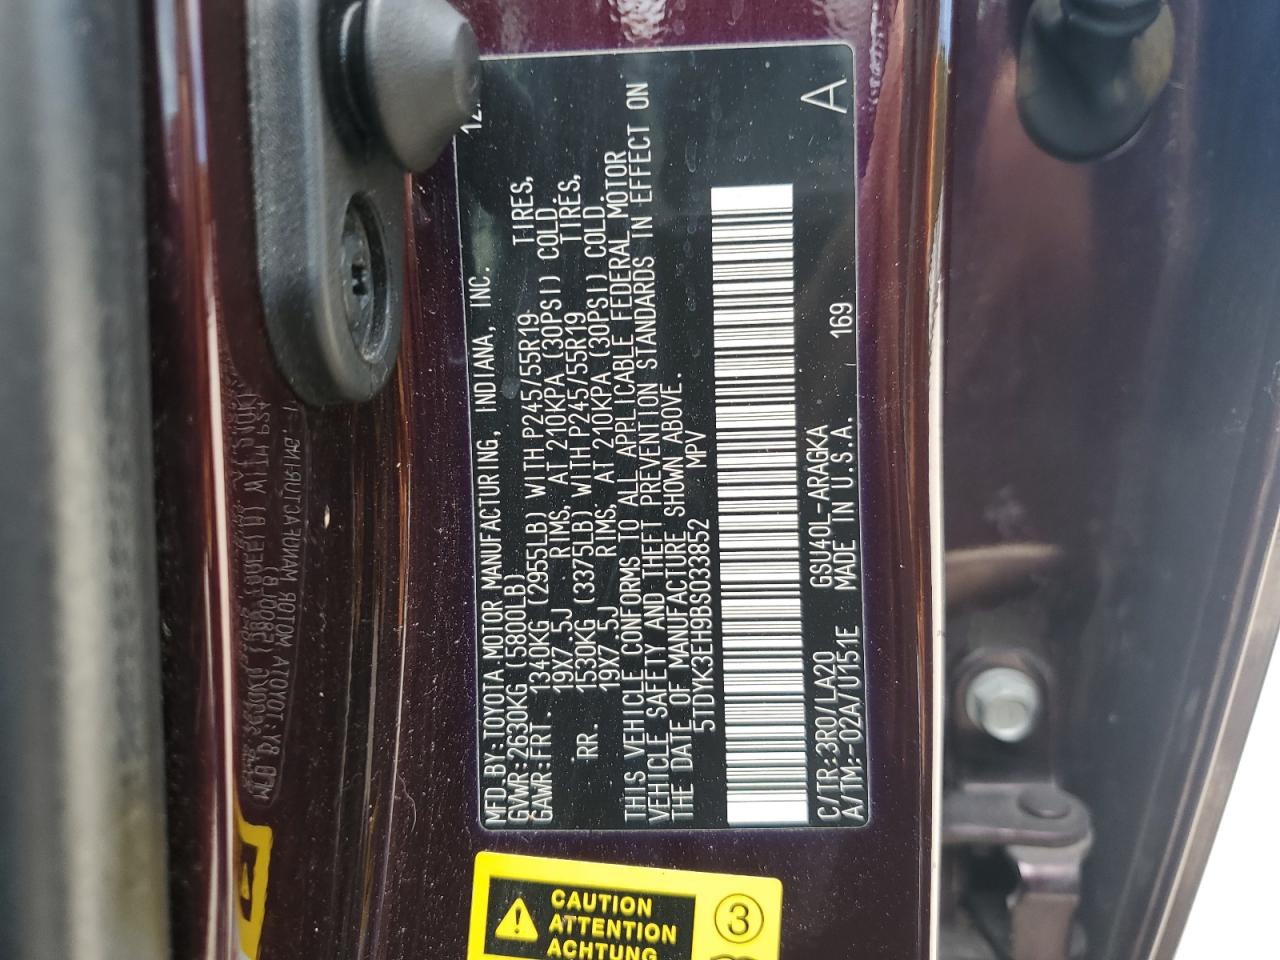 MFD BY:TOYOTA MOTOR MANUFACTURING, INDIANA, INC. 12
GVWR:2630KG (5800LB)
GAWR:FRT. 1340KG (2955LB) WITH P245/55R19 TIRES,
19X7.5J RIMS, AT 210KPA (30PSI) COLD
RR. 1530KG (3375LB) WITH P245/55R19 TIRES,
19X7.5J RIMS, AT 210KPA (30PSI) COLD.
THIS VEHICLE CONFORMS TO ALL APPLICABLE FEDERAL MOTOR
VEHICLE SAFETY AND THEFT PREVENTION STANDARDS IN EFFECT ON
THE DATE OF MANUFACTURE SHOWN ABOVE.
5TDYK3EH9BS033852 MPV
C/TR:3R0/LA20 GSU40L-ARAGKA A
A/TM:-02A/U151E MADE IN U.S.A. 169
CAUTION
ATTENTION
ACHTUNG
3